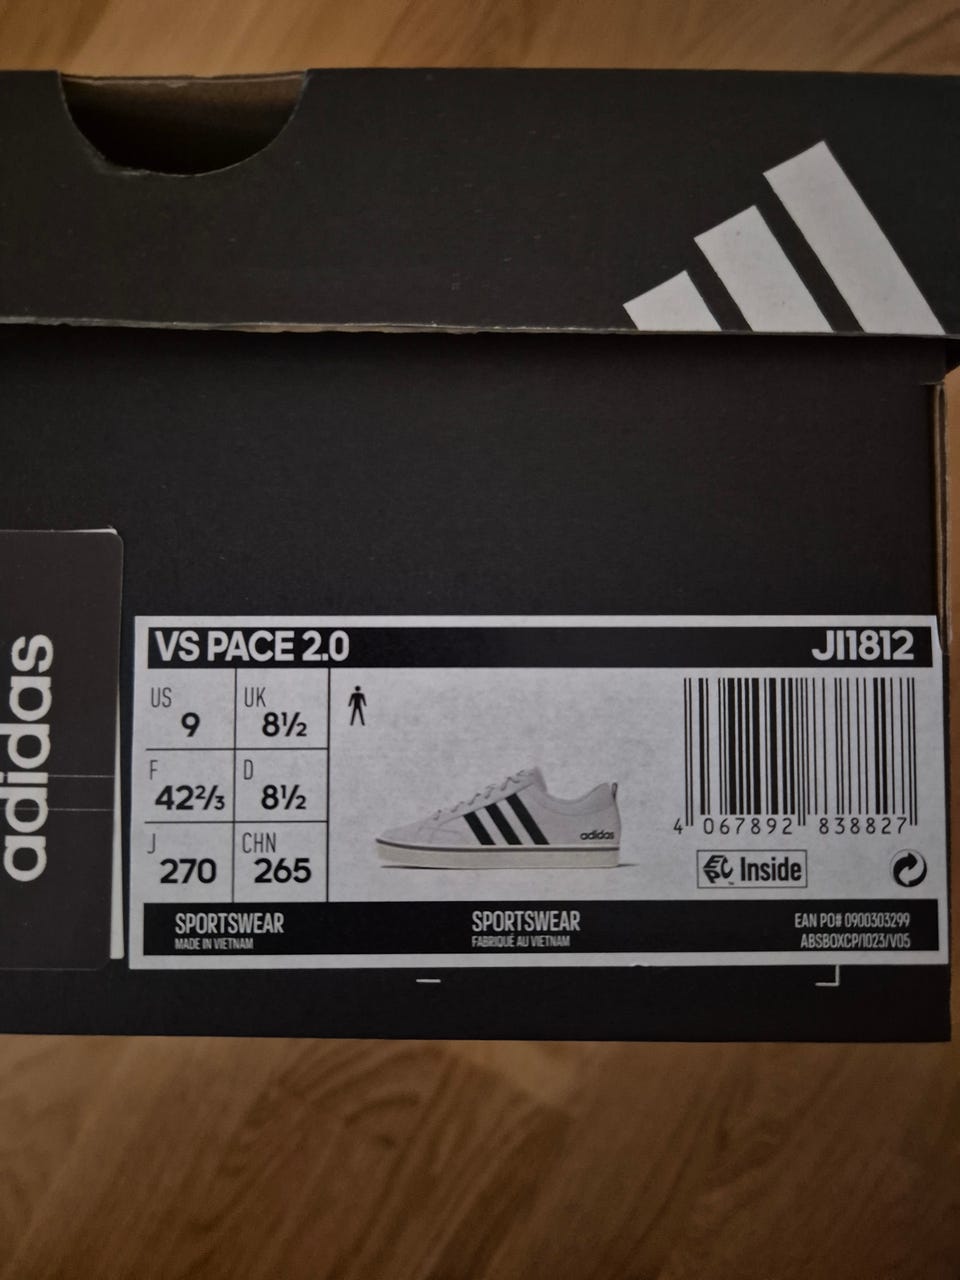 VS PACE 2.0 JI1812
US 9 UK 8½
F 42⅔ D 8½
J 270 CHN 265
adidas
4 067892 838827
EPC™ Inside
SPORTSWEAR
MADE IN VIETNAM
SPORTSWEAR
FABRIQUÉ AU VIETNAM
EAN PO# 0900303299
ABSBOXCP/1023/V05
adidas